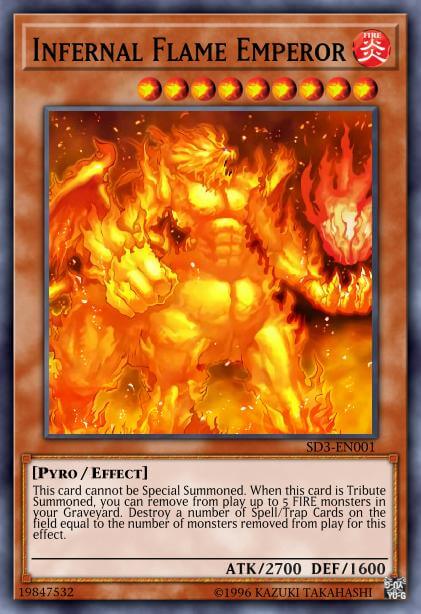 INFERNAL FLAME EMPEROR
FIRE
炎
SD3-EN001
[PYRO / EFFECT]
This card cannot be Special Summoned. When this card is Tribute
Summoned, you can remove from play up to 5 FIRE monsters in
your Graveyard. Destroy a number of Spell/Trap Cards on the
field equal to the number of monsters removed from play for this
effect.
ATK/2700 DEF/1600
19847532
©1996 KAZUKI TAKAHASHI